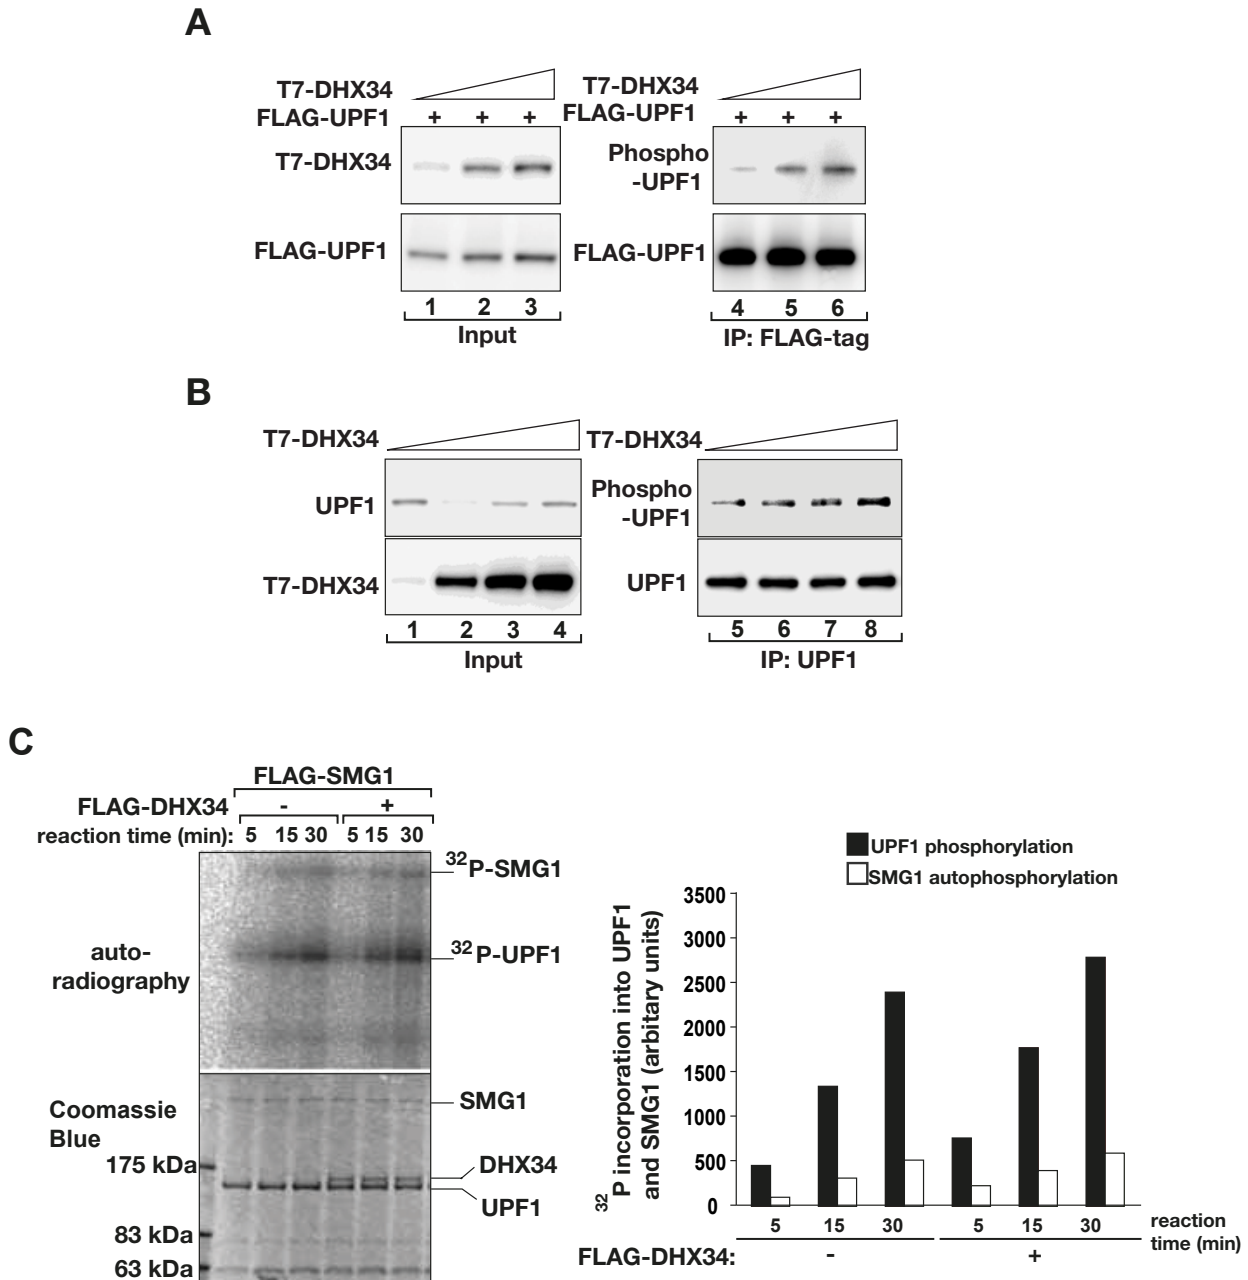 A
T7-DHX34
FLAG-UPF1 + + +
T7-DHX34
FLAG-UPF1
1 2 3
Input
T7-DHX34
FLAG-UPF1 + + +
Phospho
-UPF1
FLAG-UPF1
4 5 6
IP: FLAG-tag
B
T7-DHX34
UPF1
T7-DHX34
1 2 3 4
Input
T7-DHX34
Phospho
-UPF1
UPF1
5 6 7 8
IP: UPF1
C
FLAG-SMG1
FLAG-DHX34 - +
reaction time (min): 5 15 30 5 15 30
32P-SMG1
auto-
radiography
32P-UPF1
Coomassie
Blue
SMG1
175 kDa
DHX34
UPF1
83 kDa
63 kDa
UPF1 phosphorylation
SMG1 autophosphorylation
32P incorporation into UPF1
and SMG1 (arbitary units)
3500
3000
2500
2000
1500
1000
500
0
5 15 30 5 15 30
reaction
time (min)
FLAG-DHX34: - +